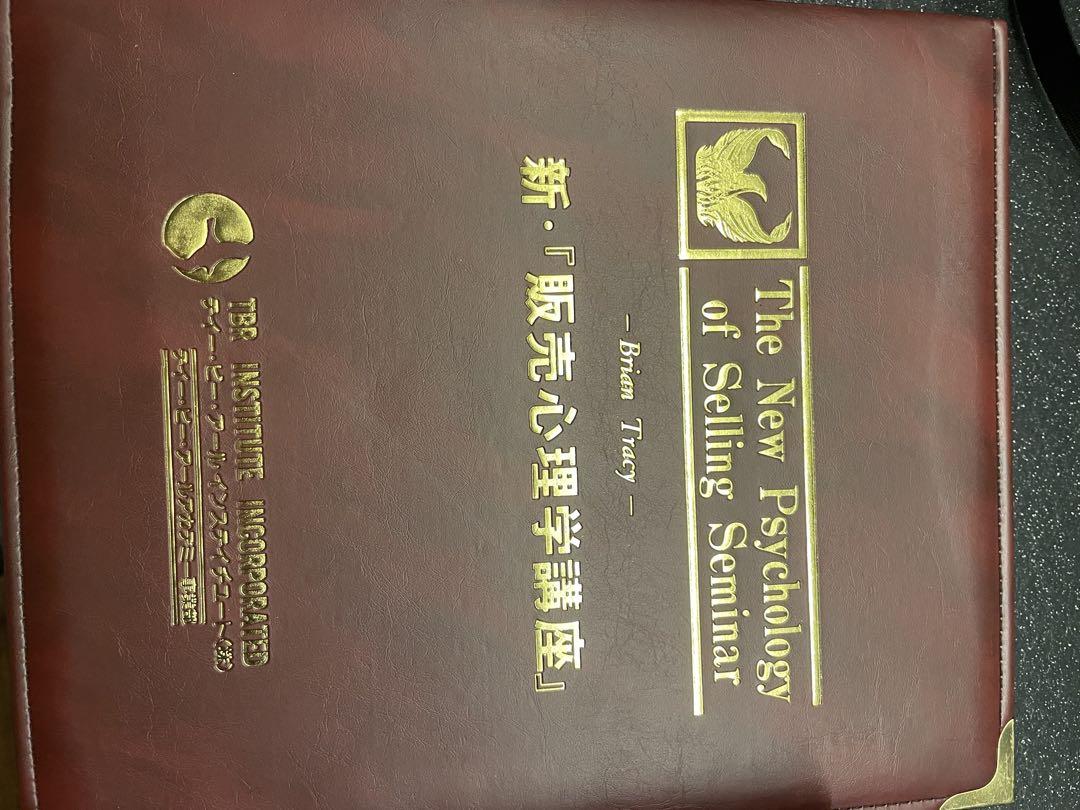 The New Psychology
of Selling Seminar
–Brian Tracy–
新・『販売心理学講座』
TBR INSTITUTE INCORPORATED
ティー・ビー・アール・インスティチュート㈱
ティー・ビー・アールアカデミー